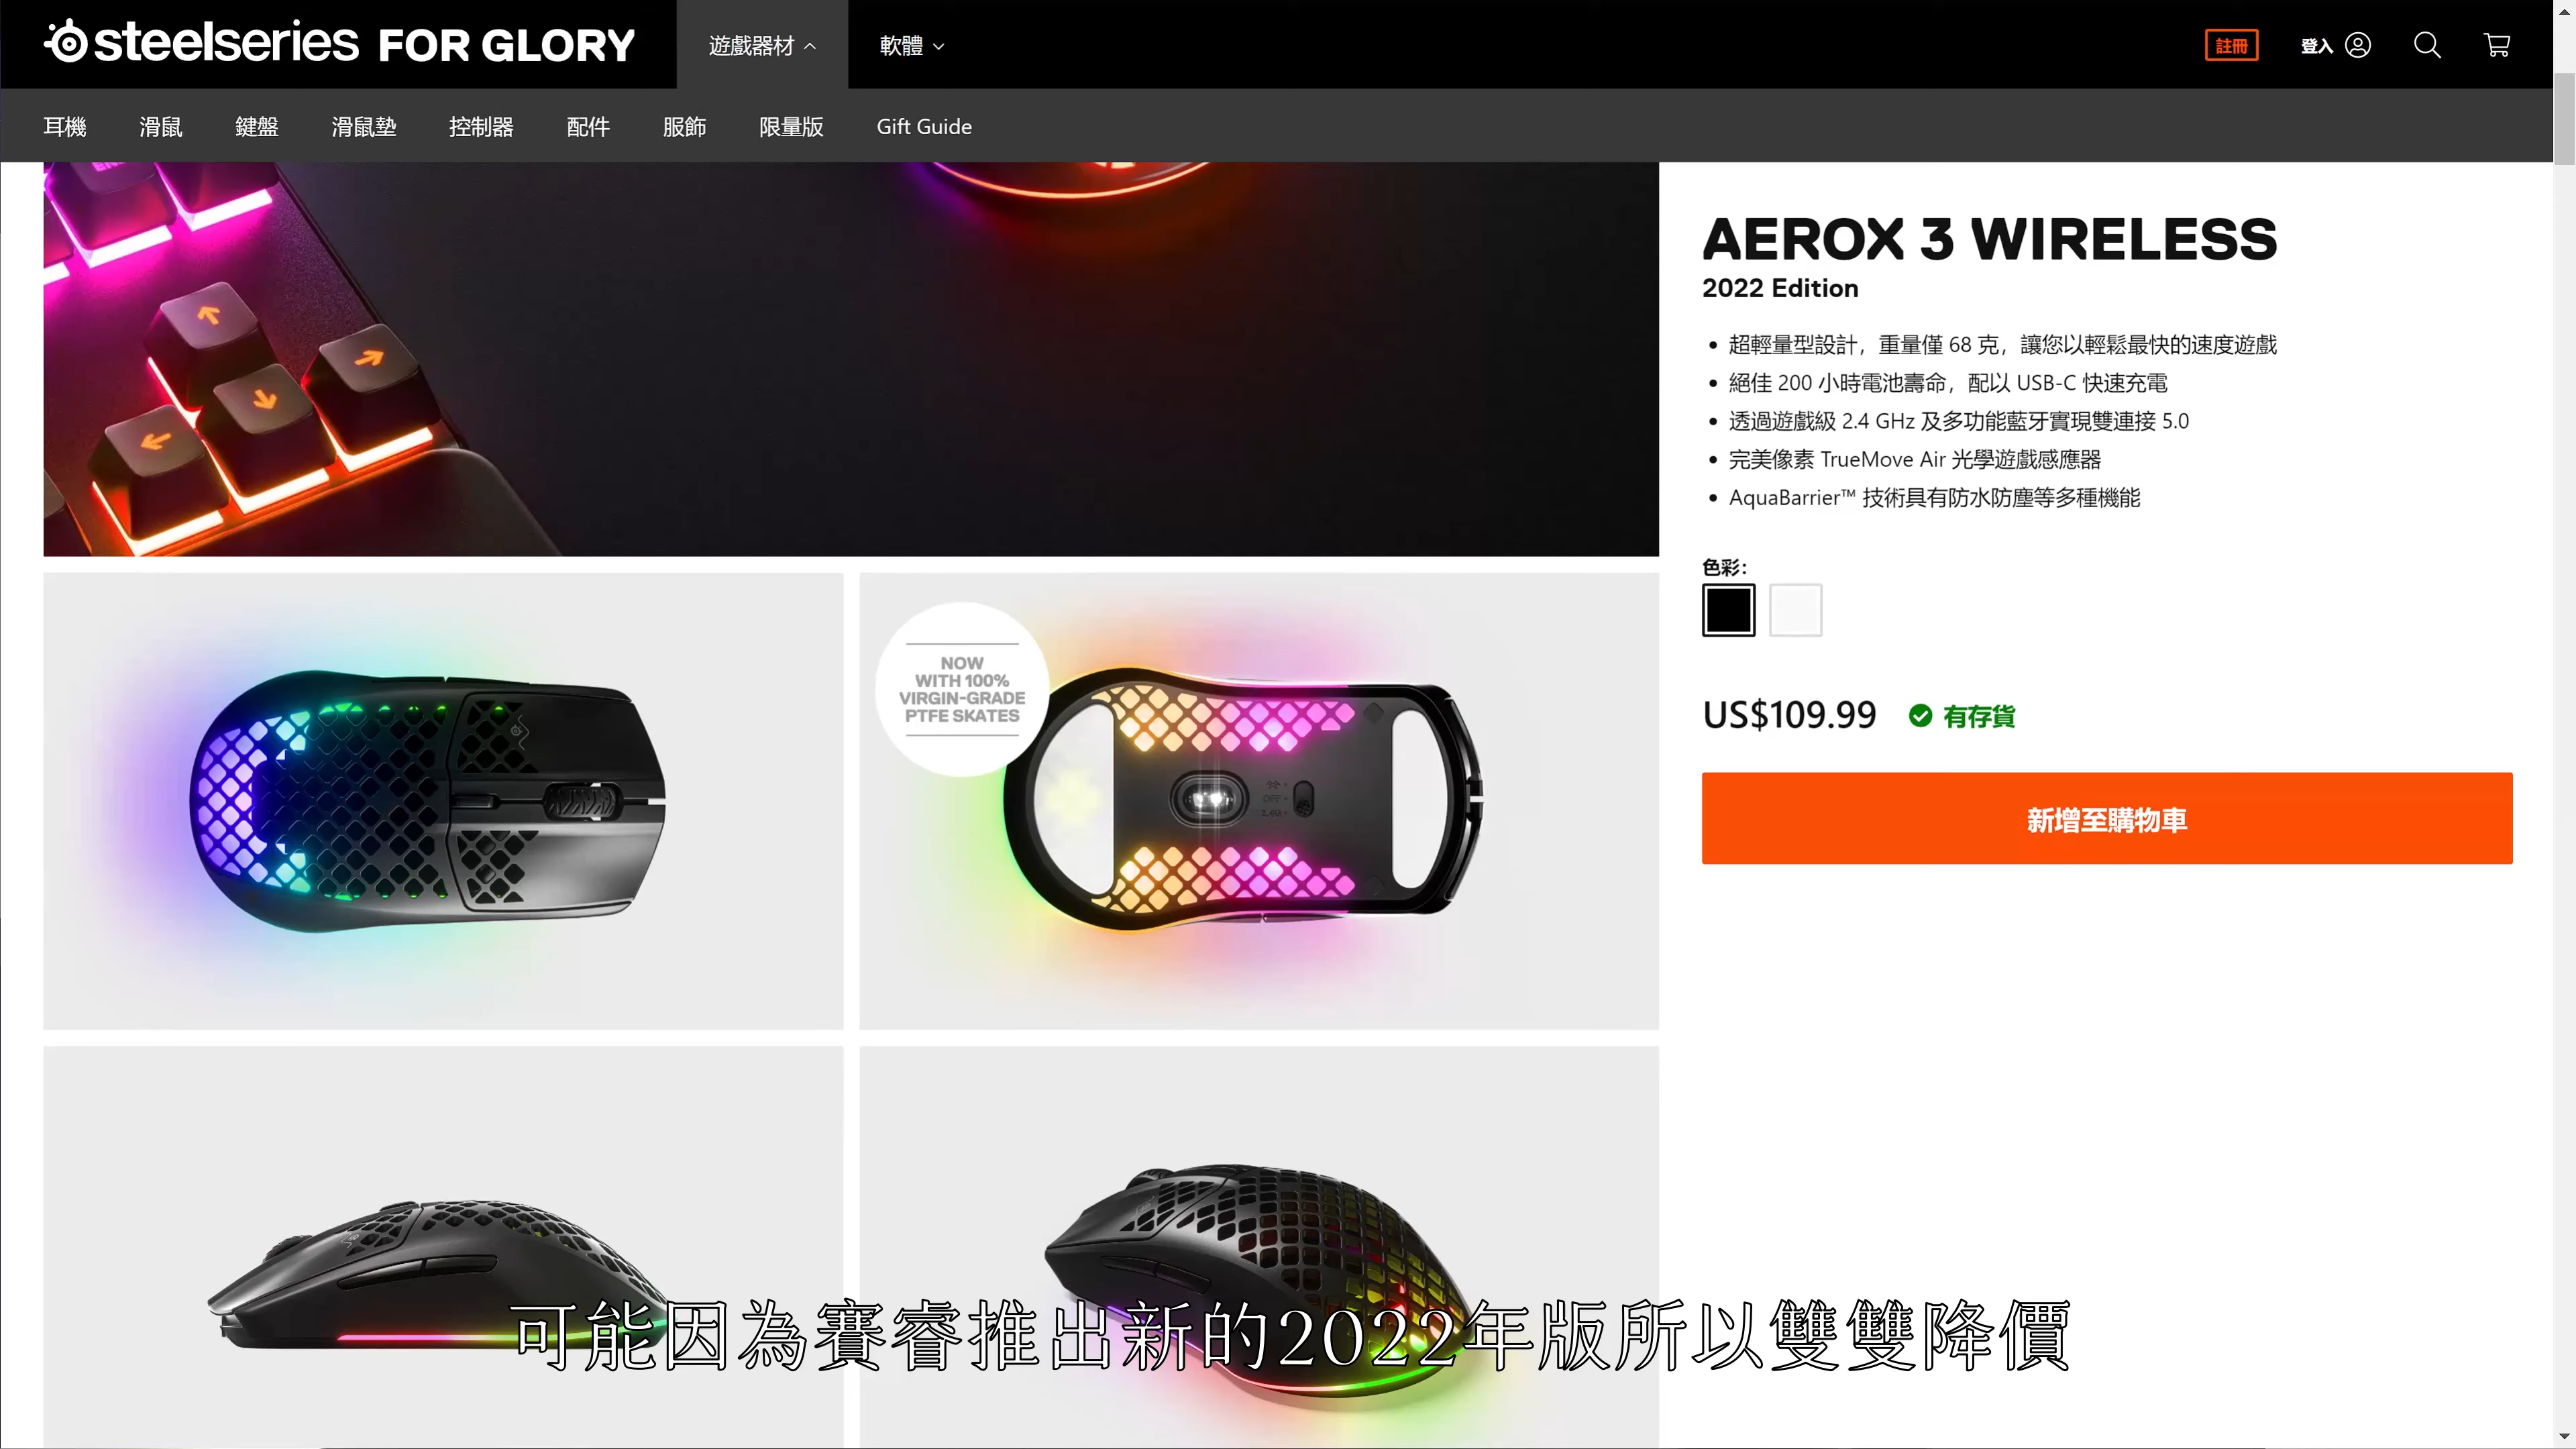 steelseries FOR GLORY
遊戲器材
軟體
註冊
登入
耳機
滑鼠
鍵盤
滑鼠墊
控制器
配件
服飾
限量版
Gift Guide
AEROX 3 WIRELESS
2022 Edition
超輕量型設計，重量僅 68 克，讓您以輕鬆最快的速度遊戲
絕佳 200 小時電池壽命，配以 USB-C 快速充電
透過遊戲級 2.4 GHz 及多功能藍牙實現雙連接 5.0
完美像素 TrueMove Air 光學遊戲感應器
AquaBarrier™ 技術具有防水防塵等多種機能
色彩：
US$109.99
有存貨
新增至購物車
NOW
WITH 100%
VIRGIN-GRADE
PTFE SKATES
OFF
2.4G
可能因為賽睿推出新的2022年版所以雙雙降價